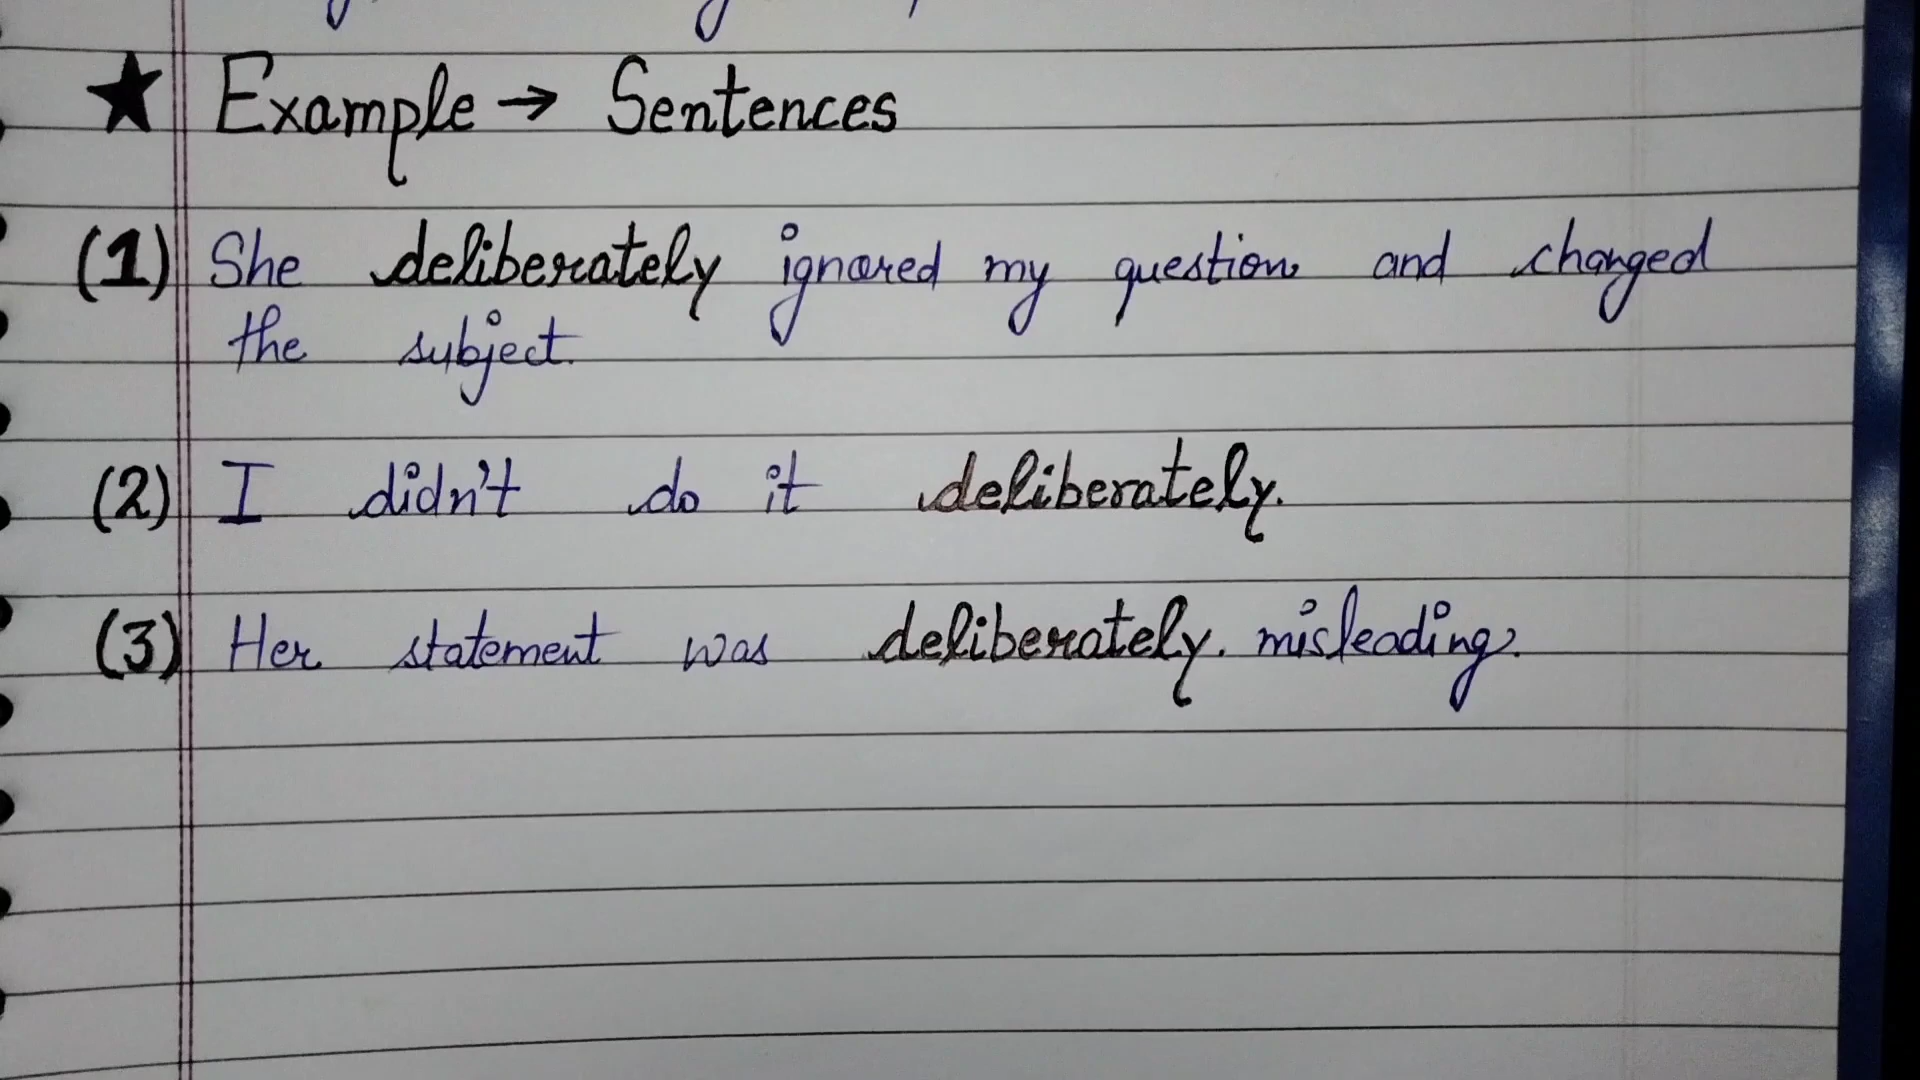 ★ Example → Sentences
(1) She deliberately ignored my question and changed
the subject.
(2) I didn't do it deliberately.
(3) Her statement was deliberately. misleading.